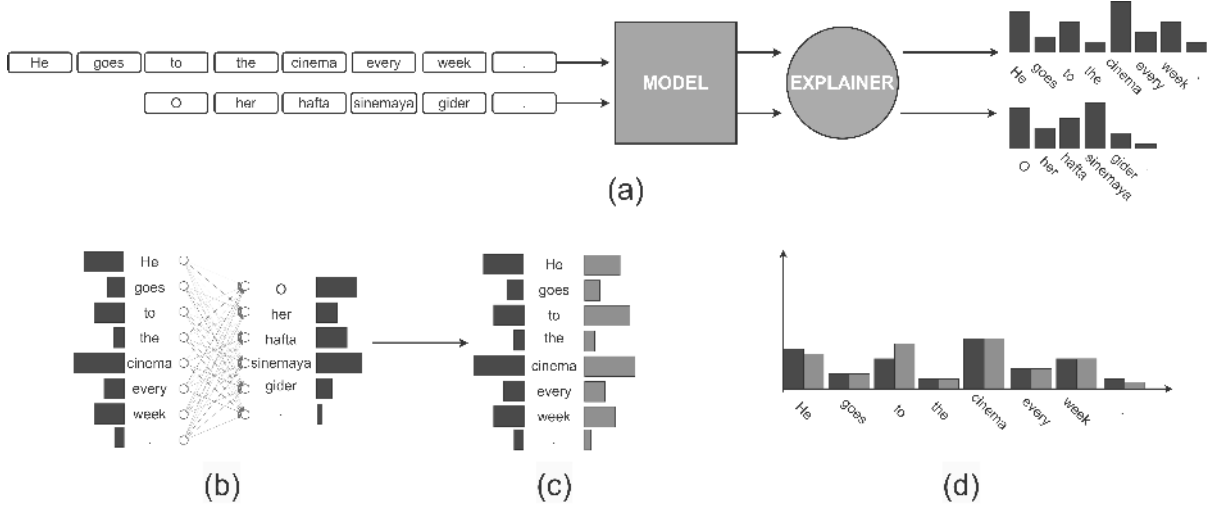 He goes to the cinema every week .
O her hafta sinemaya gider .
MODEL
EXPLAINER
He goes to the cinema every week .
O her hafta sinemaya gider .
(a)
He
goes
to
the
cinema
every
week
.
O
her
hafta
sinemaya
gider
.
(b)
He
goes
to
the
cinema
every
week
.
(c)
He goes to the cinema every week .
(d)